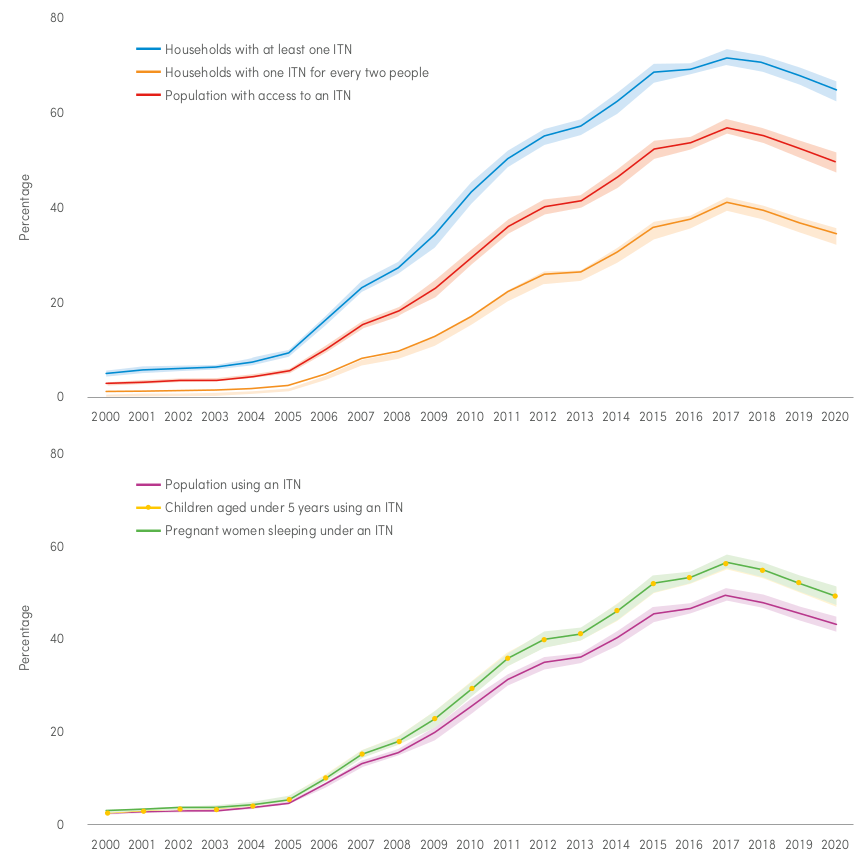 80
Households with at least one ITN
Households with one ITN for every two people
Population with access to an ITN
60
40
20
0
Percentage
2000 2001 2002 2003 2004 2005 2006 2007 2008 2009 2010 2011 2012 2013 2014 2015 2016 2017 2018 2019 2020
80
Population using an ITN
Children aged under 5 years using an ITN
Pregnant women sleeping under an ITN
60
40
20
0
Percentage
2000 2001 2002 2003 2004 2005 2006 2007 2008 2009 2010 2011 2012 2013 2014 2015 2016 2017 2018 2019 2020